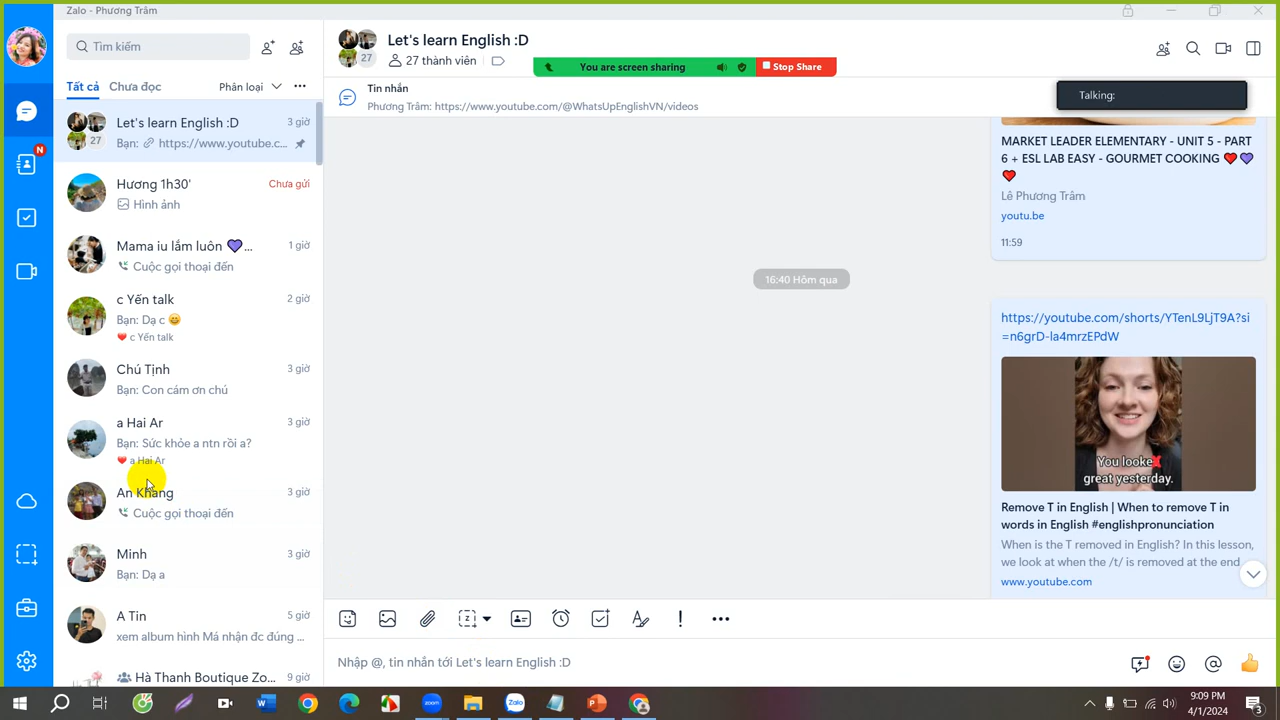 Zalo - Phương Trâm
Tìm kiếm
Tất cả
Chưa đọc
Phân loại
Let's learn English :D
3 giờ
27
Bạn: https://www.youtube.c...
Hương 1h30'
Chưa gửi
Hình ảnh
Mama iu lắm luôn 💜...
1 giờ
Cuộc gọi thoại đến
c Yến talk
2 giờ
Bạn: Dạ c 😄
❤️ c Yến talk
Chú Tịnh
3 giờ
Bạn: Con cám ơn chú
a Hai Ar
3 giờ
Bạn: Sức khỏe a ntn rồi a?
❤️ a Hai Ar
An Khang
3 giờ
Cuộc gọi thoại đến
Minh
3 giờ
Bạn: Dạ a
A Tin
5 giờ
xem album hình Má nhận đc đúng ...
Hà Thanh Boutique Zo...
9 giờ
N
27
Let's learn English :D
27 thành viên
You are screen sharing
Stop Share
Tin nhắn
Phương Trâm: https://www.youtube.com/@WhatsUpEnglishVN/videos
Talking:
MARKET LEADER ELEMENTARY - UNIT 5 - PART
6 + ESL LAB EASY - GOURMET COOKING ❤️💜
❤️
Lê Phương Trâm
youtu.be
11:59
16:40 Hôm qua
https://youtube.com/shorts/YTenL9LjT9A?si
=n6grD-la4mrzEPdW
You looke
great yesterday.
Remove T in English | When to remove T in
words in English #englishpronunciation
When is the T removed in English? In this lesson,
we look at when the /t/ is removed at the end
www.youtube.com
Nhập @, tin nhắn tới Let's learn English :D
zoom
Zalo
9:09 PM
4/1/2024
3